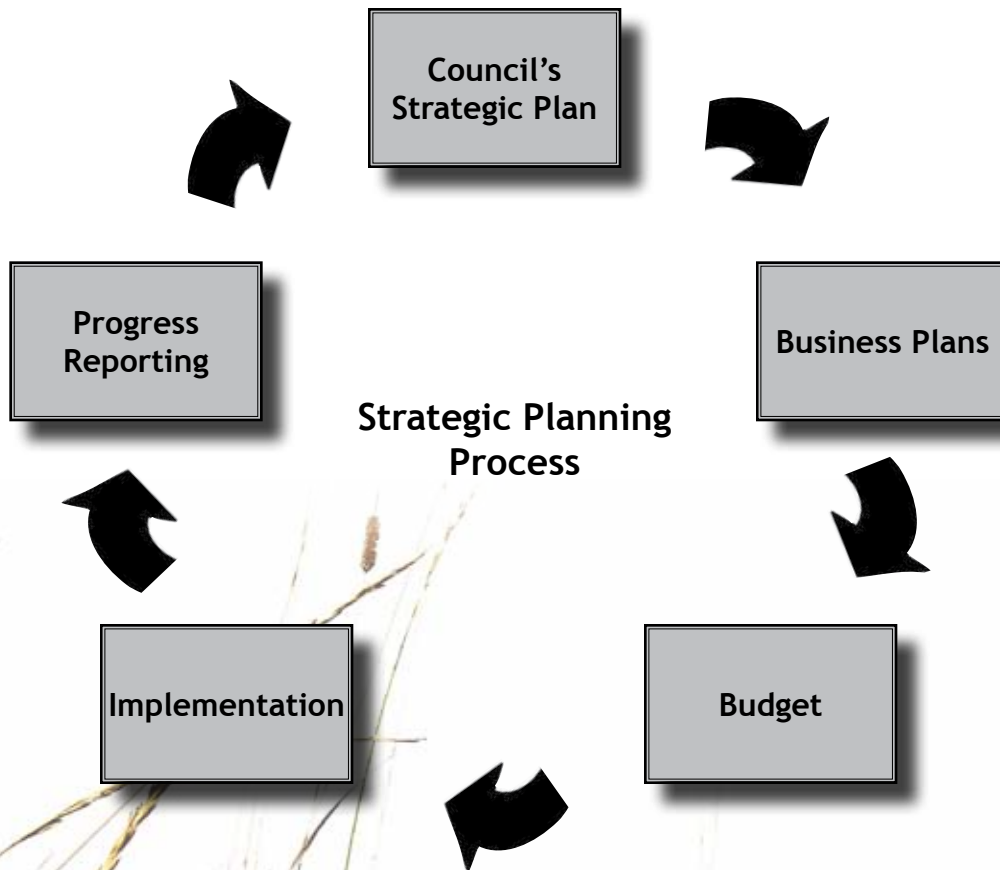 Council’s
Strategic Plan
Progress
Reporting
Business Plans
Strategic Planning
Process
Implementation
Budget